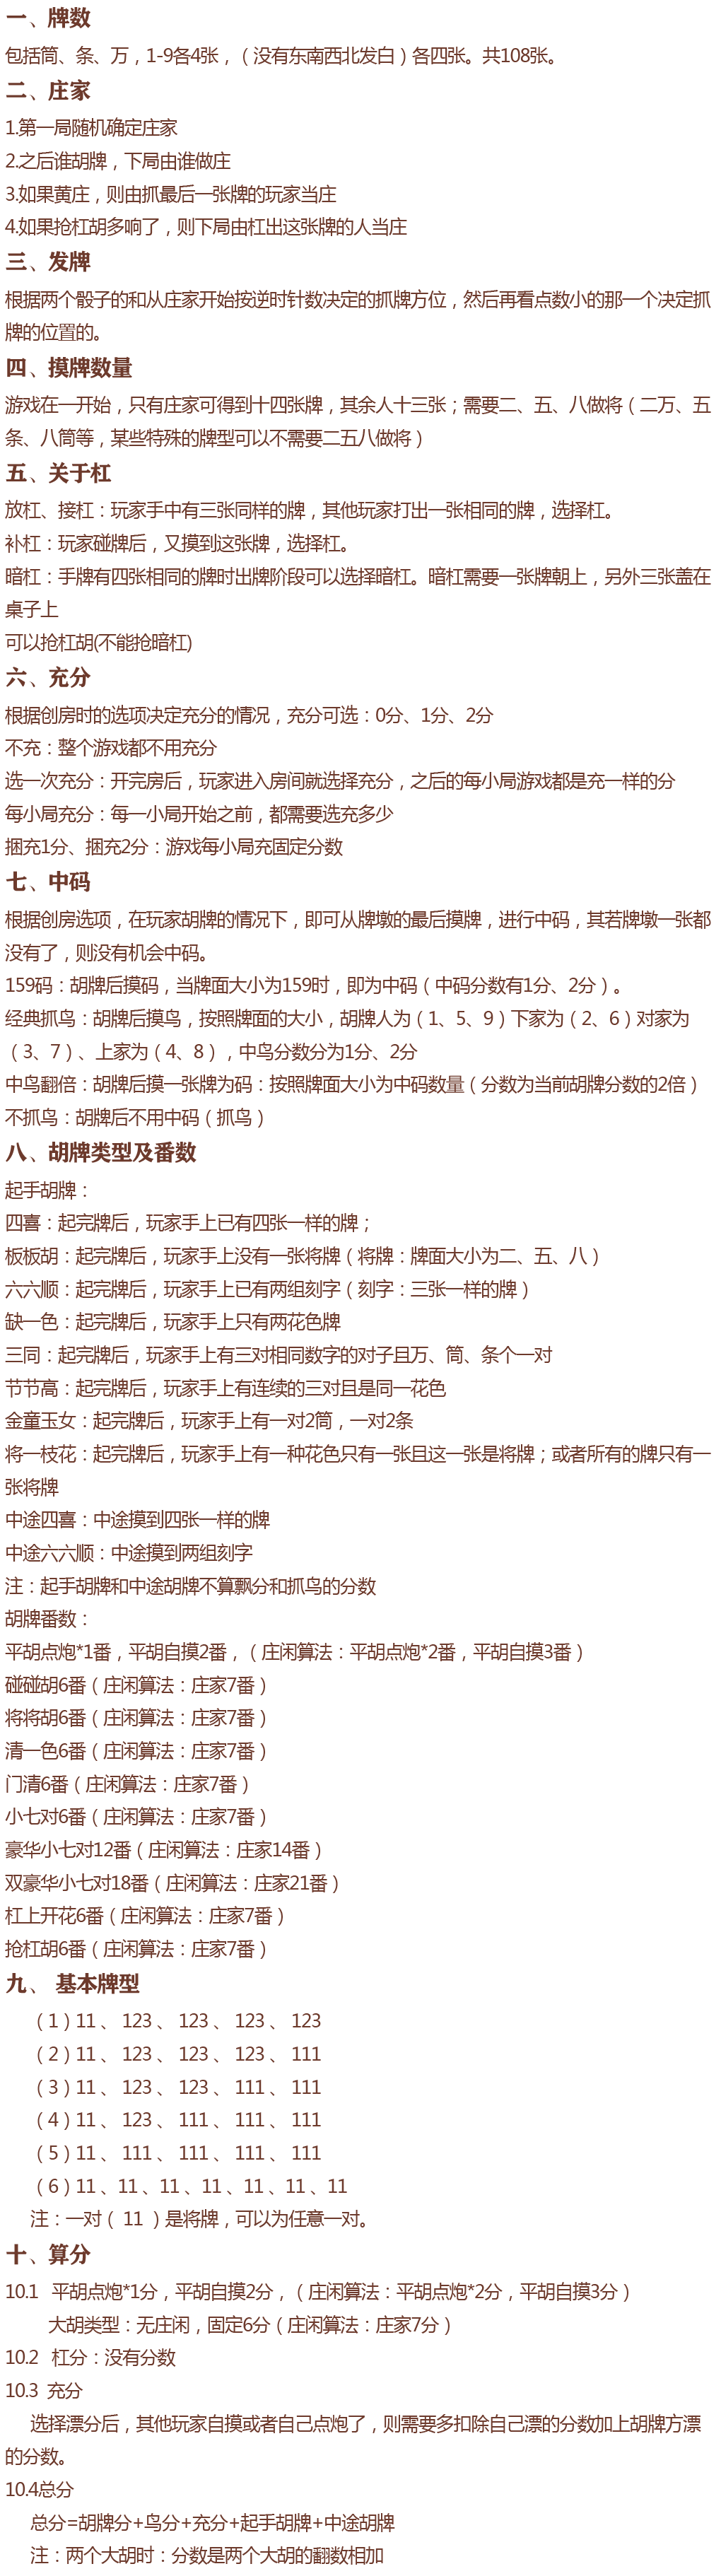 一、牌数
包括筒、条、万，1-9各4张，（没有东南西北发白）各四张。共108张。
二、庄家
1.第一局随机确定庄家
2.之后谁胡牌，下局由谁做庄
3.如果黄庄，则由抓最后一张牌的玩家当庄
4.如果抢杠胡多响了，则下局由杠出这张牌的人当庄
三、发牌
根据两个骰子的和从庄家开始按逆时针数决定的抓牌方位，然后再看点数小的那一个决定抓
牌的位置的。
四、摸牌数量
游戏在一开始，只有庄家可得到十四张牌，其余人十三张；需要二、五、八做将（二万、五
条、八筒等，某些特殊的牌型可以不需要二五八做将）
五、关于杠
放杠、接杠：玩家手中有三张同样的牌，其他玩家打出一张相同的牌，选择杠。
补杠：玩家碰牌后，又摸到这张牌，选择杠。
暗杠：手牌有四张相同的牌时出牌阶段可以选择暗杠。暗杠需要一张牌朝上，另外三张盖在
桌子上
可以抢杠胡(不能抢暗杠)
六、充分
根据创房时的选项决定充分的情况，充分可选：0分、1分、2分
不充：整个游戏都不用充分
选一次充分：开完房后，玩家进入房间就选择充分，之后的每小局游戏都是充一样的分
每小局充分：每一小局开始之前，都需要选充多少
捆充1分、捆充2分：游戏每小局充固定分数
七、中码
根据创房选项，在玩家胡牌的情况下，即可从牌墩的最后摸牌，进行中码，其若牌墩一张都
没有了，则没有机会中码。
159码：胡牌后摸码，当牌面大小为159时，即为中码（中码分数有1分、2分）。
经典抓鸟：胡牌后摸鸟，按照牌面的大小，胡牌人为（1、5、9）下家为（2、6）对家为
（3、7）、上家为（4、8），中鸟分数分为1分、2分
中鸟翻倍：胡牌后摸一张牌为码：按照牌面大小为中码数量（分数为当前胡牌分数的2倍）
不抓鸟：胡牌后不用中码（抓鸟）
八、胡牌类型及番数
起手胡牌：
四喜：起完牌后，玩家手上已有四张一样的牌；
板板胡：起完牌后，玩家手上没有一张将牌（将牌：牌面大小为二、五、八）
六六顺：起完牌后，玩家手上已有两组刻字（刻字：三张一样的牌）
缺一色：起完牌后，玩家手上只有两花色牌
三同：起完牌后，玩家手上有三对相同数字的对子且万、筒、条个一对
节节高：起完牌后，玩家手上有连续的三对且是同一花色
金童玉女：起完牌后，玩家手上有一对2筒，一对2条
将一枝花：起完牌后，玩家手上有一种花色只有一张且这一张是将牌；或者所有的牌只有一
张将牌
中途四喜：中途摸到四张一样的牌
中途六六顺：中途摸到两组刻字
注：起手胡牌和中途胡牌不算飘分和抓鸟的分数
胡牌番数：
平胡点炮*1番，平胡自摸2番，（庄闲算法：平胡点炮*2番，平胡自摸3番）
碰碰胡6番（庄闲算法：庄家7番）
将将胡6番（庄闲算法：庄家7番）
清一色6番（庄闲算法：庄家7番）
门清6番（庄闲算法：庄家7番）
小七对6番（庄闲算法：庄家7番）
豪华小七对12番（庄闲算法：庄家14番）
双豪华小七对18番（庄闲算法：庄家21番）
杠上开花6番（庄闲算法：庄家7番）
抢杠胡6番（庄闲算法：庄家7番）
九、 基本牌型
（1）11 、 123 、 123 、 123 、 123
（2）11 、 123 、 123 、 123 、 111
（3）11 、 123 、 123 、 111 、 111
（4）11 、 123 、 111 、 111 、 111
（5）11 、 111 、 111 、 111 、 111
（6）11 、11 、11 、11 、11 、11 、11
注：一对（ 11 ）是将牌，可以为任意一对。
十、算分
10.1 平胡点炮*1分，平胡自摸2分，（庄闲算法：平胡点炮*2分，平胡自摸3分）
大胡类型：无庄闲，固定6分（庄闲算法：庄家7分）
10.2 杠分：没有分数
10.3 充分
选择漂分后，其他玩家自摸或者自己点炮了，则需要多扣除自己漂的分数加上胡牌方漂
的分数。
10.4总分
总分=胡牌分+鸟分+充分+起手胡牌+中途胡牌
注：两个大胡时：分数是两个大胡的翻数相加